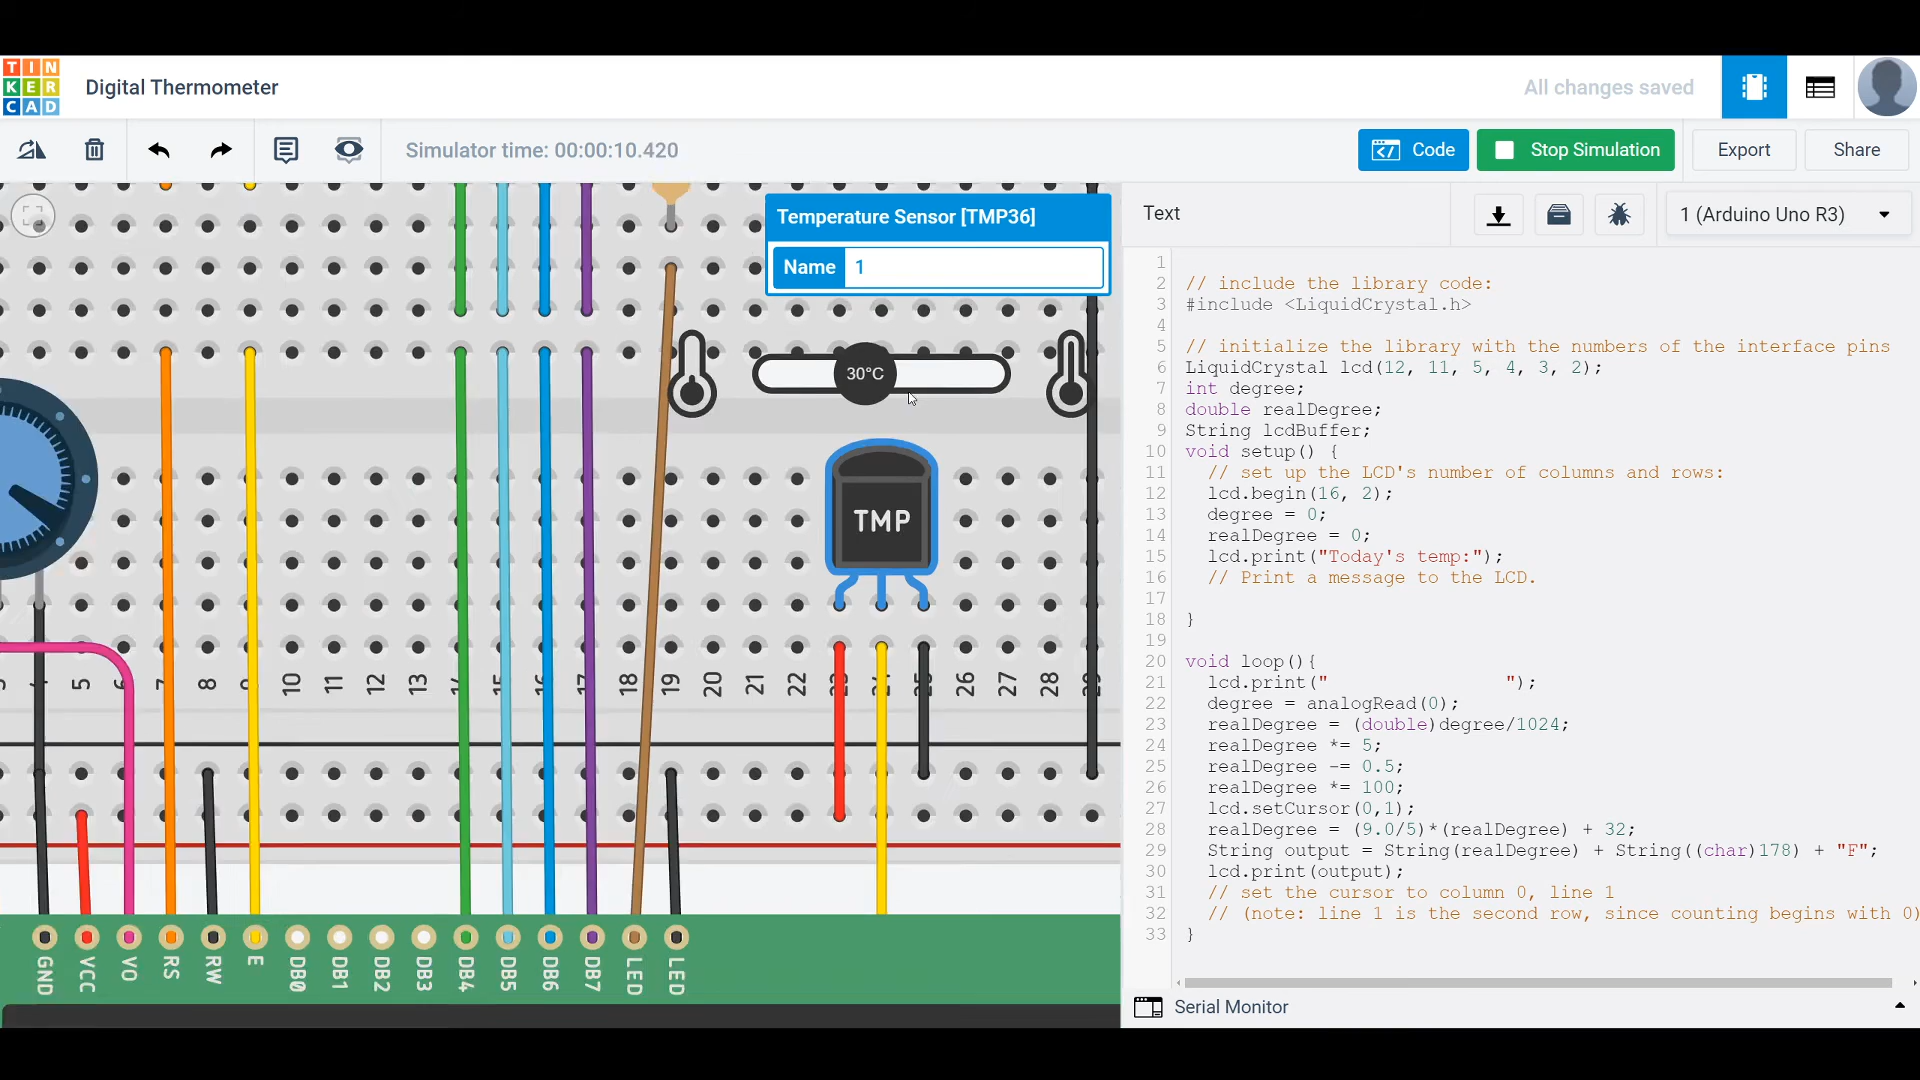 TIN
KER
CAD
Digital Thermometer
All changes saved
Simulator time: 00:00:10.420
Code
Stop Simulation
Export
Share
Temperature Sensor [TMP36]
Name 1
30°C
TMP
5 7 8 9 10 11 12 13 14 15 16 17 18 19 20 21 22 23 24 25 26 27 28 29
GND VCC VO RS RW E DB0 DB1 DB2 DB3 DB4 DB5 DB6 DB7 LED LED
Text
1 (Arduino Uno R3)
1
2 // include the library code:
3 #include <LiquidCrystal.h>
4
5 // initialize the library with the numbers of the interface pins
6 LiquidCrystal lcd(12, 11, 5, 4, 3, 2);
7 int degree;
8 double realDegree;
9 String lcdBuffer;
10 void setup() {
11 // set up the LCD's number of columns and rows:
12 lcd.begin(16, 2);
13 degree = 0;
14 realDegree = 0;
15 lcd.print("Today's temp:");
16 // Print a message to the LCD.
17
18 }
19
20 void loop(){
21 lcd.print("                ");
22 degree = analogRead(0);
23 realDegree = (double)degree/1024;
24 realDegree *= 5;
25 realDegree -= 0.5;
26 realDegree *= 100;
27 lcd.setCursor(0,1);
28 realDegree = (9.0/5)*(realDegree) + 32;
29 String output = String(realDegree) + String((char)178) + "F";
30 lcd.print(output);
31 // set the cursor to column 0, line 1
32 // (note: line 1 is the second row, since counting begins with 0)
33 }
Serial Monitor